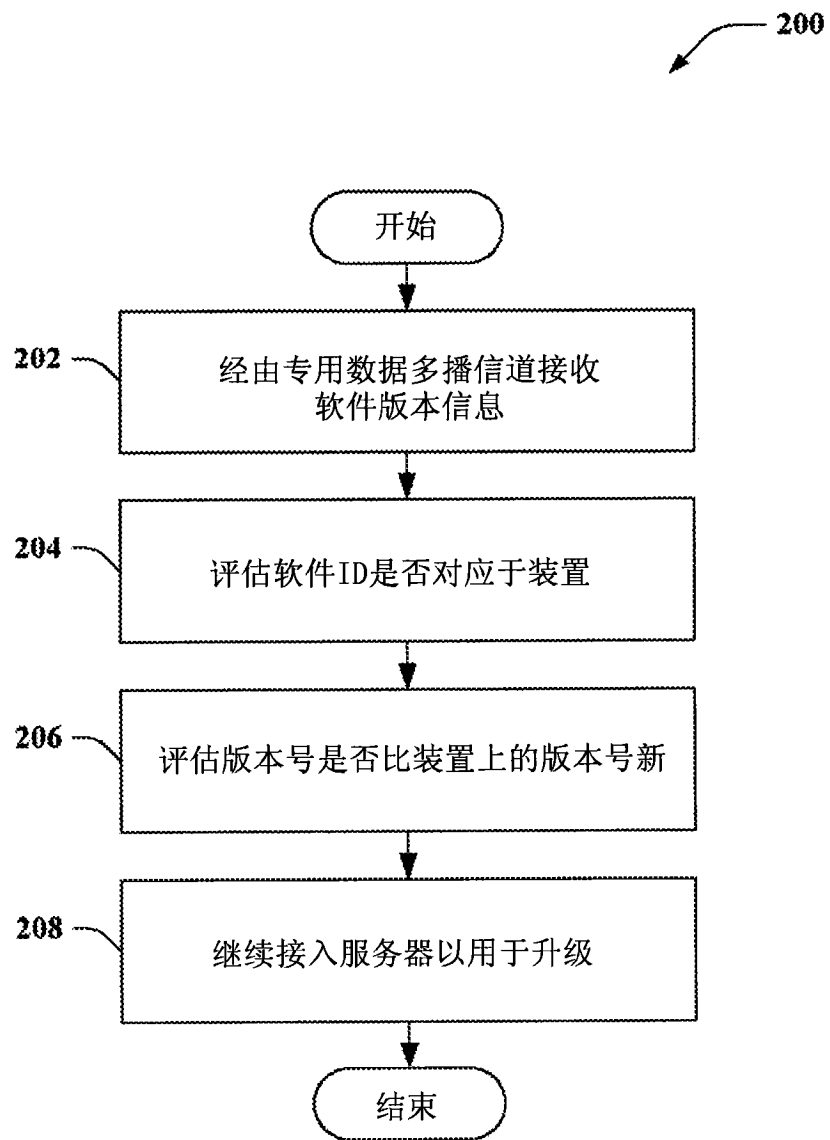 200
开始
202
经由专用数据多播信道接收
软件版本信息
204
评估软件ID是否对应于装置
206
评估版本号是否比装置上的版本号新
208
继续接入服务器以用于升级
结束